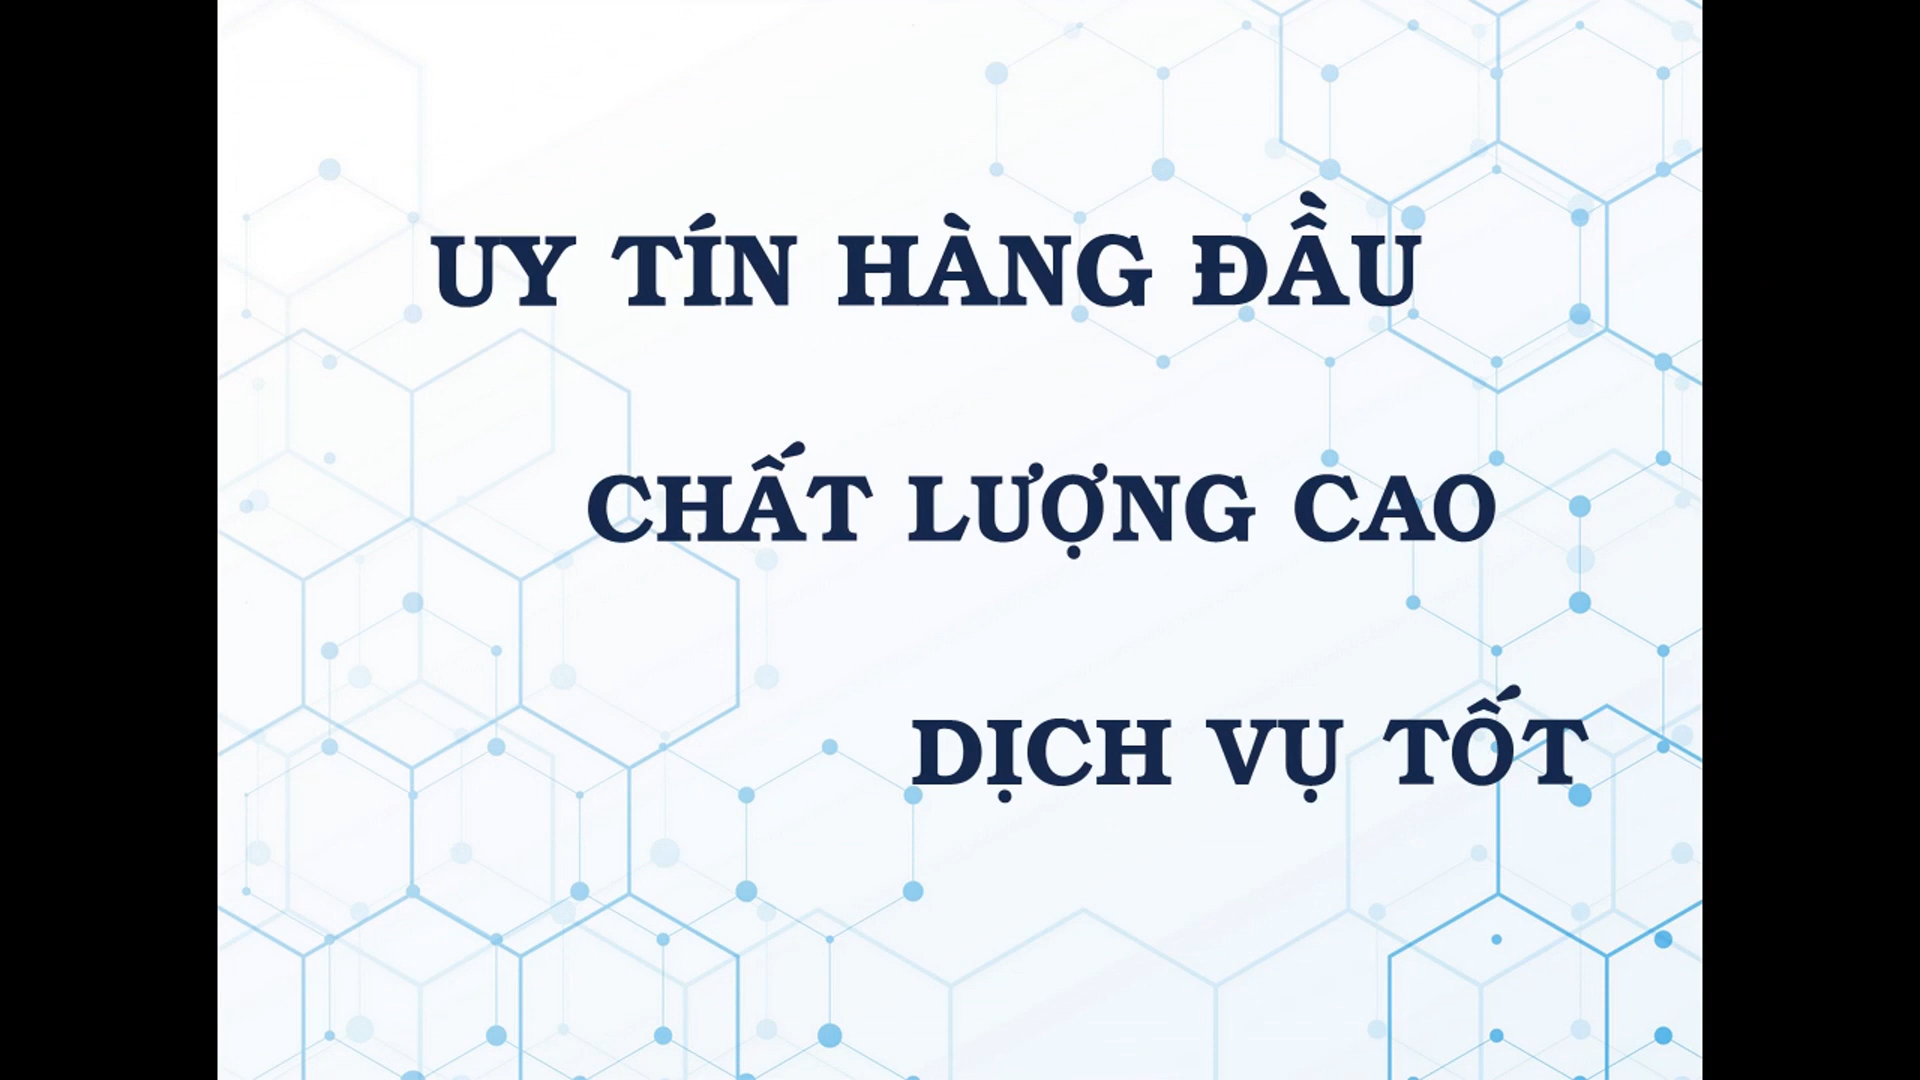 UY TÍN HÀNG ĐẦU
CHẤT LƯỢNG CAO
DỊCH VỤ TỐT